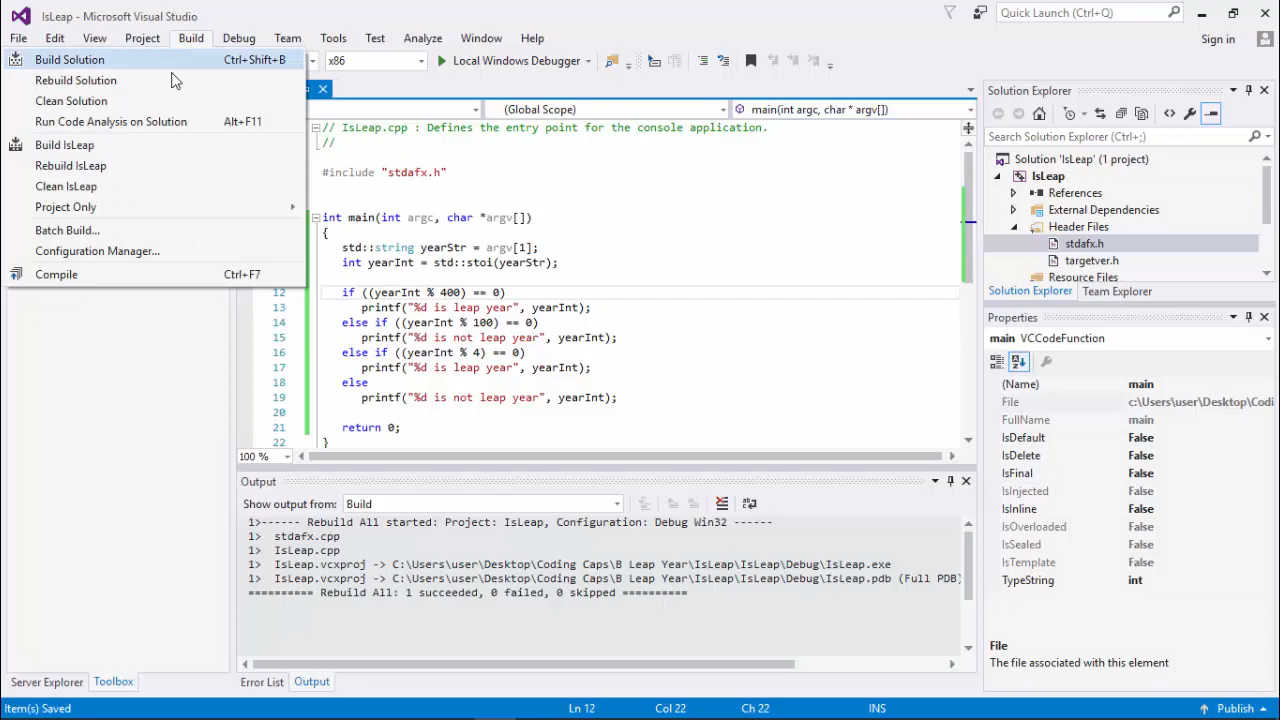 IsLeap - Microsoft Visual Studio
Quick Launch (Ctrl+Q)
File Edit View Project Build Debug Team Tools Test Analyze Window Help
Sign in
Build Solution Ctrl+Shift+B
Rebuild Solution
Clean Solution
Run Code Analysis on Solution Alt+F11
Build IsLeap
Rebuild IsLeap
Clean IsLeap
Project Only
Batch Build...
Configuration Manager...
Compile Ctrl+F7
x86 Local Windows Debugger
(Global Scope) main(int argc, char * argv[])
// IsLeap.cpp : Defines the entry point for the console application.
//
#include "stdafx.h"
int main(int argc, char *argv[])
{
std::string yearStr = argv[1];
int yearInt = std::stoi(yearStr);
12 if ((yearInt % 400) == 0)
13 printf("%d is leap year", yearInt);
14 else if ((yearInt % 100) == 0)
15 printf("%d is not leap year", yearInt);
16 else if ((yearInt % 4) == 0)
17 printf("%d is leap year", yearInt);
18 else
19 printf("%d is not leap year", yearInt);
20
21 return 0;
22 }
100 %
Output
Show output from: Build
1>------ Rebuild All started: Project: IsLeap, Configuration: Debug Win32 ------
1> stdafx.cpp
1> IsLeap.cpp
1> IsLeap.vcxproj -> C:\Users\user\Desktop\Coding Caps\B Leap Year\IsLeap\IsLeap\Debug\IsLeap.exe
1> IsLeap.vcxproj -> C:\Users\user\Desktop\Coding Caps\B Leap Year\IsLeap\IsLeap\Debug\IsLeap.pdb (Full PDB)
========== Rebuild All: 1 succeeded, 0 failed, 0 skipped ==========
Server Explorer Toolbox
Error List Output
Solution Explorer
Search Solution Explorer (Ctrl+;)
Solution 'IsLeap' (1 project)
IsLeap
References
External Dependencies
Header Files
stdafx.h
targetver.h
Resource Files
Solution Explorer Team Explorer
Properties
main VCCodeFunction
(Name) main
File c:\Users\user\Desktop\Codi
FullName main
IsDefault False
IsDelete False
IsFinal False
IsInjected False
IsInline False
IsOverloaded False
IsSealed False
IsTemplate False
TypeString int
File
The file associated with this element
Item(s) Saved Ln 12 Col 22 Ch 22 INS Publish